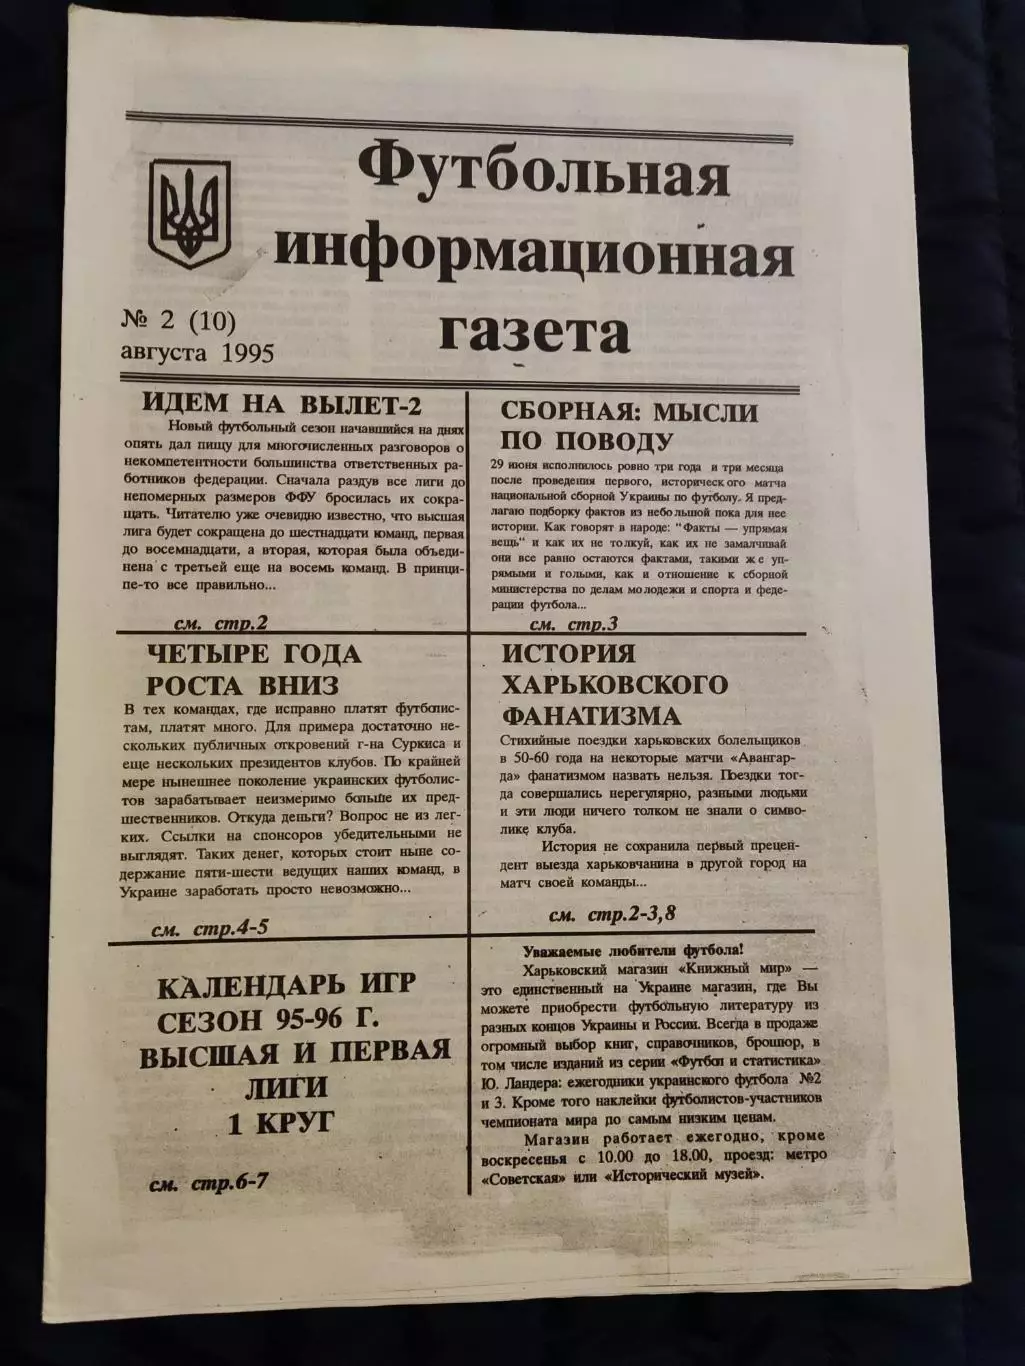 Футбольная
информационная
газета
№ 2 (10)
августа 1995
ИДЕМ НА ВЫЛЕТ-2
Новый футбольный сезон начавшийся на днях
опять дал пищу для многочисленных разговоров о
некомпетентности большинства ответственных ра-
ботников федерации. Сначала раздув все лиги до
непомерных размеров ФФУ бросилась их сокра-
щать. Читателю уже очевидно известно, что высшая
лига будет сокращена до шестнадцати команд, первая
до восемнадцати, а вторая, которая была объеди-
нена с третьей еще на восемь команд. В принци-
пе-то все правильно...
см. стр.2
СБОРНАЯ: МЫСЛИ
ПО ПОВОДУ
29 июня исполнилось ровно три года и три месяца
после проведения первого, исторического матча
национальной сборной Украины по футболу. Я пред-
лагаю подборку фактов из небольшой пока для нее
истории. Как говорят в народе: "Факты — упрямая
вещь" и как их не толкуй, как их не замалчивай
они все равно остаются фактами, такими же уп-
рямыми и голыми, как и отношение к сборной
министерства по делам молодежи и спорта и феде-
рации футбола...
см. стр.3
ЧЕТЫРЕ ГОДА
РОСТА ВНИЗ
В тех командах, где исправно платят футболис-
там, платят много. Для примера достаточно не-
скольких публичных откровений г-на Суркиса и
еще нескольких президентов клубов. По крайней
мере нынешнее поколение украинских футболис-
тов зарабатывает неизмеримо больше их пред-
шественников. Откуда деньги? Вопрос не из лег-
ких. Ссылки на спонсоров убедительными не
выглядят. Таких денег, которых стоит ныне со-
держание пяти-шести ведущих наших команд, в
Украине заработать просто невозможно...
см. стр.4-5
ИСТОРИЯ
ХАРЬКОВСКОГО
ФАНАТИЗМА
Стихийные поездки харьковских болельщиков
в 50-60 года на некоторые матчи «Авангар-
да» фанатизмом назвать нельзя. Поездки тог-
да совершались нерегулярно, разными людьми
и эти люди ничего толком не знали о симво-
лике клуба.
История не сохранила первый прецен-
дент выезда харьковчанина в другой город на
матч своей команды...
см. стр.2-3,8
КАЛЕНДАРЬ ИГР
СЕЗОН 95-96 Г.
ВЫСШАЯ И ПЕРВАЯ
ЛИГИ
1 КРУГ
см. стр.6-7
Уважаемые любители футбола!
Харьковский магазин «Книжный мир» —
это единственный на Украине магазин, где Вы
можете приобрести футбольную литературу из
разных концов Украины и России. Всегда в продаже
огромный выбор книг, справочников, брошюр, в
том числе изданий из серии «Футбол и статистика»
Ю. Ландера: ежегодники украинского футбола №2
и 3. Кроме того наклейки футболистов-участников
чемпионата мира по самым низким ценам.
Магазин работает ежегодно, кроме
воскресенья с 10.00 до 18.00, проезд: метро
«Советская» или «Исторический музей».